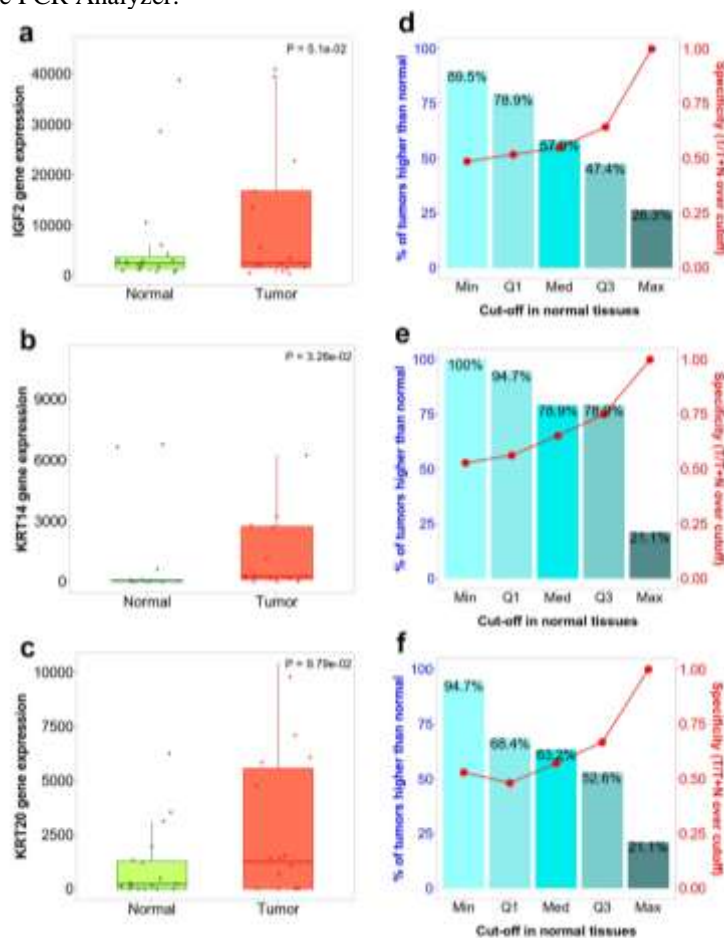 e PCR Analyzer.
a
P = 5.1e-02
IGF2 gene expression
40000
30000
20000
10000
0
Normal
Tumor
d
% of tumors higher than normal
100
75
50
25
0
89.5%
78.9%
47.4%
26.3%
1.00
0.75
0.50
0.25
0.00
Specificity (T/T+N over cutoff)
Min
Q1
Med
Q3
Max
Cut-off in normal tissues
b
P = 3.26e-02
KRT14 gene expression
9000
6000
3000
0
Normal
Tumor
e
% of tumors higher than normal
100
75
50
25
0
100%
94.7%
78.9%
78.9%
21.1%
1.00
0.75
0.50
0.25
0.00
Specificity (T/T+N over cutoff)
Min
Q1
Med
Q3
Max
Cut-off in normal tissues
c
KRT20 gene expression
10000
7500
5000
2500
0
Normal
Tumor
f
% of tumors higher than normal
100
75
50
25
0
94.7%
68.4%
63.2%
52.6%
21.1%
1.00
0.75
0.50
0.25
0.00
Specificity (T/T+N over cutoff)
Min
Q1
Med
Q3
Max
Cut-off in normal tissues